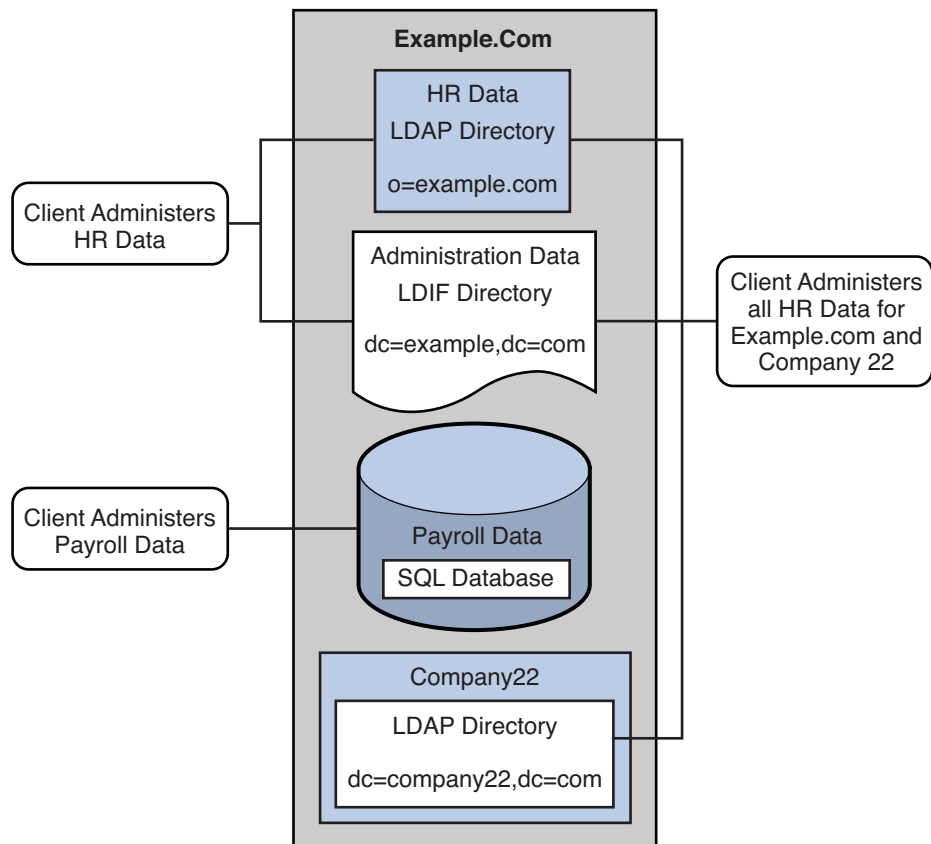 Example.Com
HR Data
LDAP Directory
o=example.com
Client Administers
HR Data
Administration Data
LDIF Directory
dc=example,dc=com
Client Administers
all HR Data for
Example.com and
Company 22
Client Administers
Payroll Data
Payroll Data
SQL Database
Company22
LDAP Directory
dc=company22,dc=com